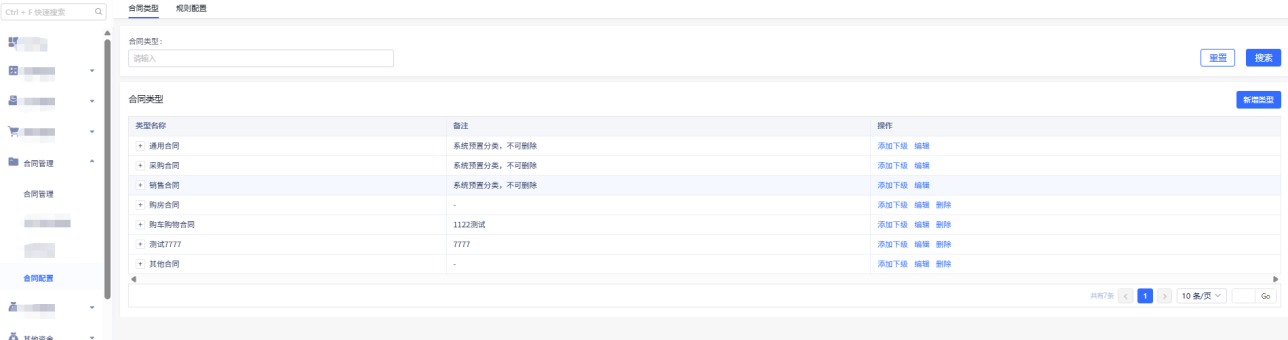 Ctrl + F 快速搜索
合同管理
合同管理
合同配置
其他资金
合同类型 规则配置
合同类型:
请输入
重置 搜索
合同类型 新增类型
类型名称 备注 操作
通用合同 系统预置分类，不可删除 添加下级 编辑
采购合同 系统预置分类，不可删除 添加下级 编辑
销售合同 系统预置分类，不可删除 添加下级 编辑
购房合同 - 添加下级 编辑 删除
购车购物合同 1122测试 添加下级 编辑 删除
测试7777 7777 添加下级 编辑 删除
其他合同 - 添加下级 编辑 删除
共有7条 1 10 条/页 Go